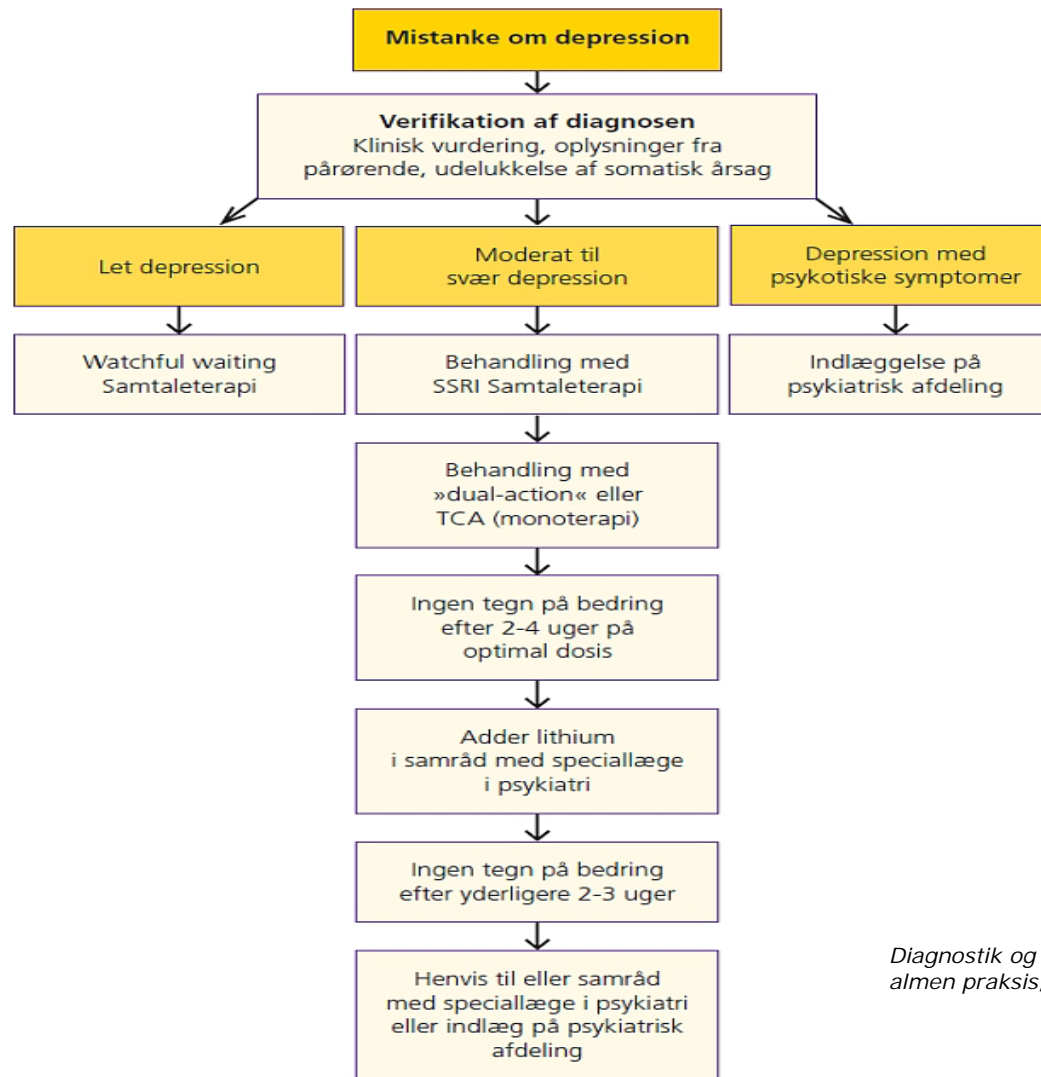 Mistanke om depression
Verifikation af diagnosen
Klinisk vurdering, oplysninger fra
pårørende, udelukkelse af somatisk årsag
Let depression
Moderat til
svær depression
Depression med
psykotiske symptomer
Watchful waiting
Samtaleterapi
Behandling med
SSRI Samtaleterapi
Indlæggelse på
psykiatrisk afdeling
Behandling med
»dual-action« eller
TCA (monoterapi)
Ingen tegn på bedring
efter 2-4 uger på
optimal dosis
Adder lithium
i samråd med speciallæge
i psykiatri
Ingen tegn på bedring
efter yderligere 2-3 uger
Henvis til eller samråd
med speciallæge i psykiatri
eller indlæg på psykiatrisk
afdeling
Diagnostik og
almen praksis,